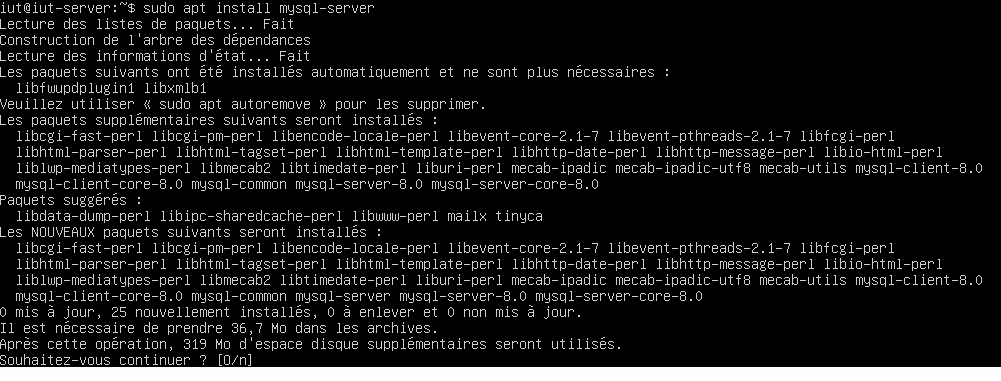 iut@iut-server:~$ sudo apt install mysql-server
Lecture des listes de paquets... Fait
Construction de l'arbre des dépendances
Lecture des informations d'état... Fait
Les paquets suivants ont été installés automatiquement et ne sont plus nécessaires :
  libfwupdplugin1 libxmlb1
Veuillez utiliser « sudo apt autoremove » pour les supprimer.
Les paquets supplémentaires suivants seront installés :
  libcgi-fast-perl libcgi-pm-perl libencode-locale-perl libevent-core-2.1-7 libevent-pthreads-2.1-7 libfcgi-perl
  libhtml-parser-perl libhtml-tagset-perl libhtml-template-perl libhttp-date-perl libhttp-message-perl libio-html-perl
  liblwp-mediatypes-perl libmecab2 libtimedate-perl liburi-perl mecab-ipadic mecab-ipadic-utf8 mecab-utils mysql-client-8.0
  mysql-client-core-8.0 mysql-common mysql-server-8.0 mysql-server-core-8.0
Paquets suggérés :
  libdata-dump-perl libipc-sharedcache-perl libwww-perl mailx tinyca
Les NOUVEAUX paquets suivants seront installés :
  libcgi-fast-perl libcgi-pm-perl libencode-locale-perl libevent-core-2.1-7 libevent-pthreads-2.1-7 libfcgi-perl
  libhtml-parser-perl libhtml-tagset-perl libhtml-template-perl libhttp-date-perl libhttp-message-perl libio-html-perl
  liblwp-mediatypes-perl libmecab2 libtimedate-perl liburi-perl mecab-ipadic mecab-ipadic-utf8 mecab-utils mysql-client-8.0
  mysql-client-core-8.0 mysql-common mysql-server mysql-server-8.0 mysql-server-core-8.0
0 mis à jour, 25 nouvellement installés, 0 à enlever et 0 non mis à jour.
Il est nécessaire de prendre 36,7 Mo dans les archives.
Après cette opération, 319 Mo d'espace disque supplémentaires seront utilisés.
Souhaitez-vous continuer ? [O/n]